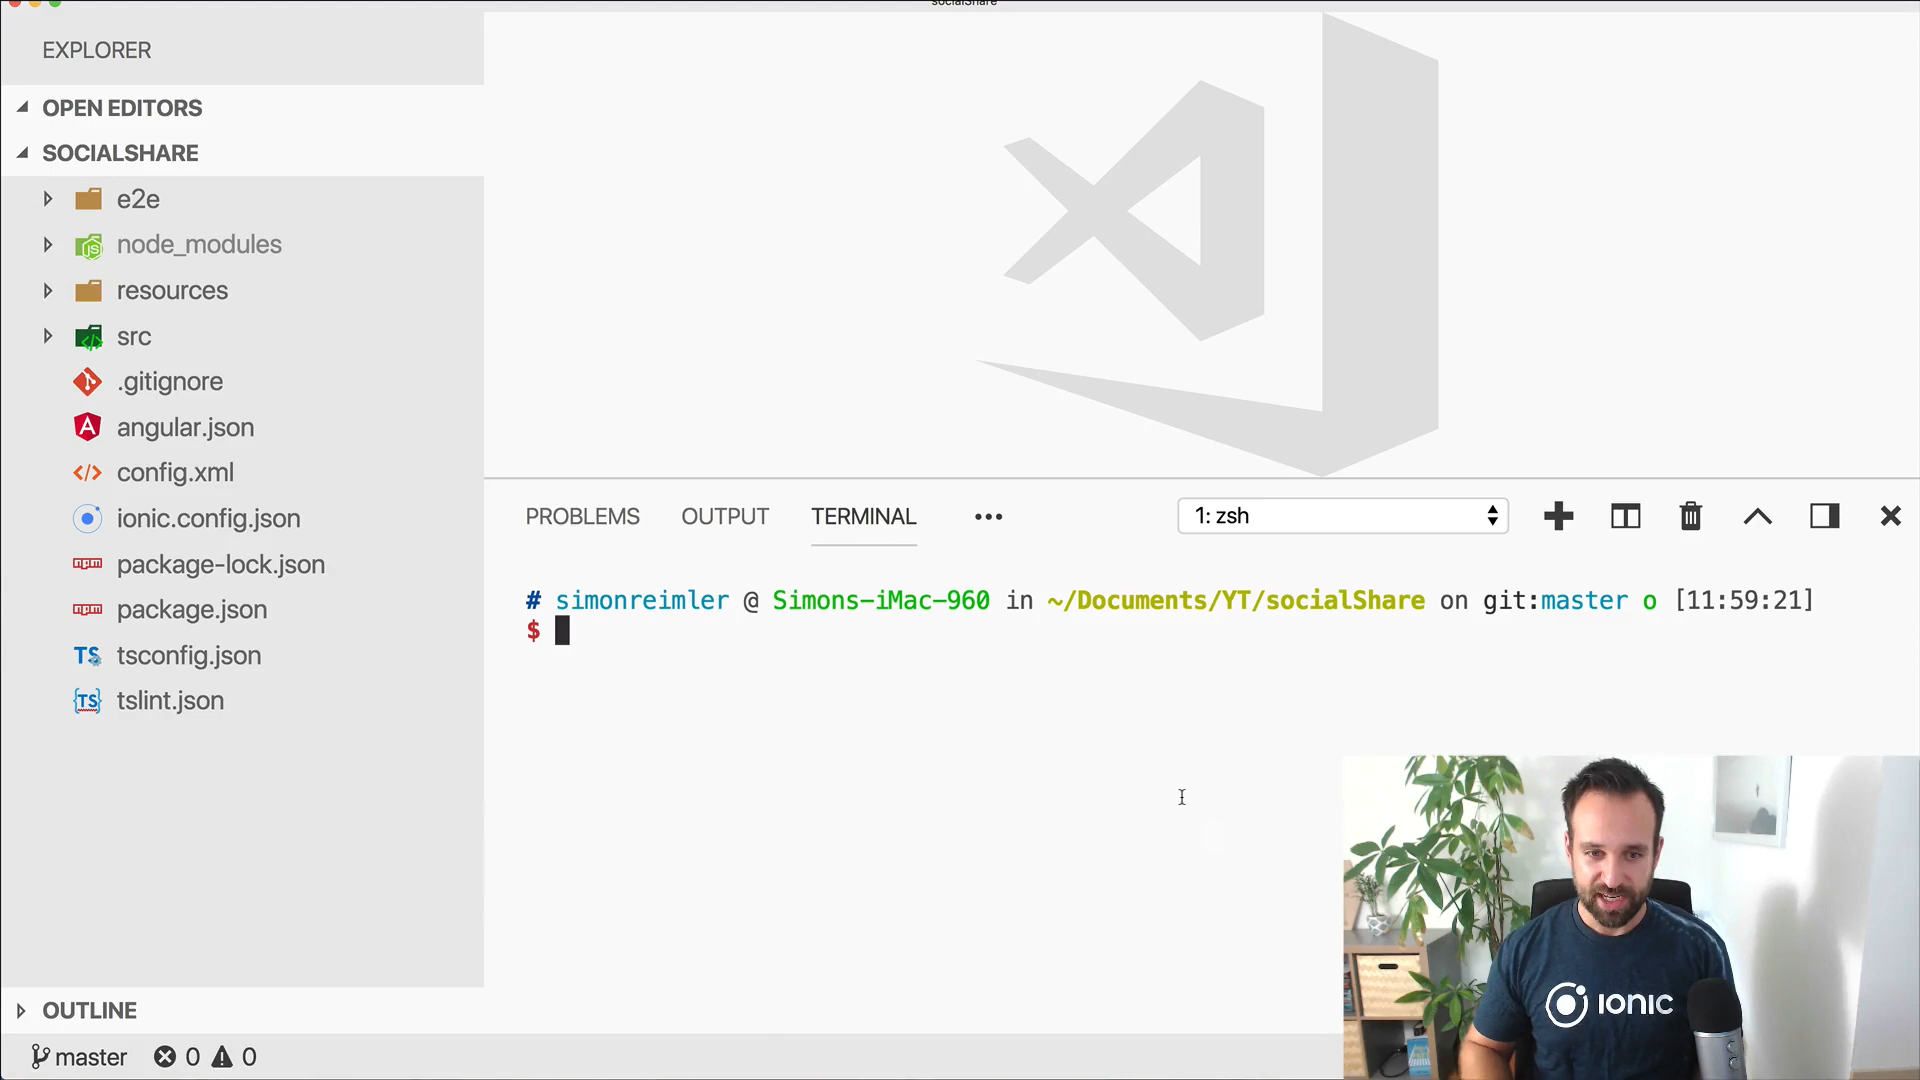 socialShare
EXPLORER
OPEN EDITORS
SOCIALSHARE
e2e
node_modules
resources
src
.gitignore
angular.json
config.xml
ionic.config.json
package-lock.json
package.json
tsconfig.json
tslint.json
OUTLINE
master 0 0
PROBLEMS OUTPUT TERMINAL ••• 1: zsh
# simonreimler @ Simons-iMac-960 in ~/Documents/YT/socialShare on git:master o [11:59:21]
$
IONIC